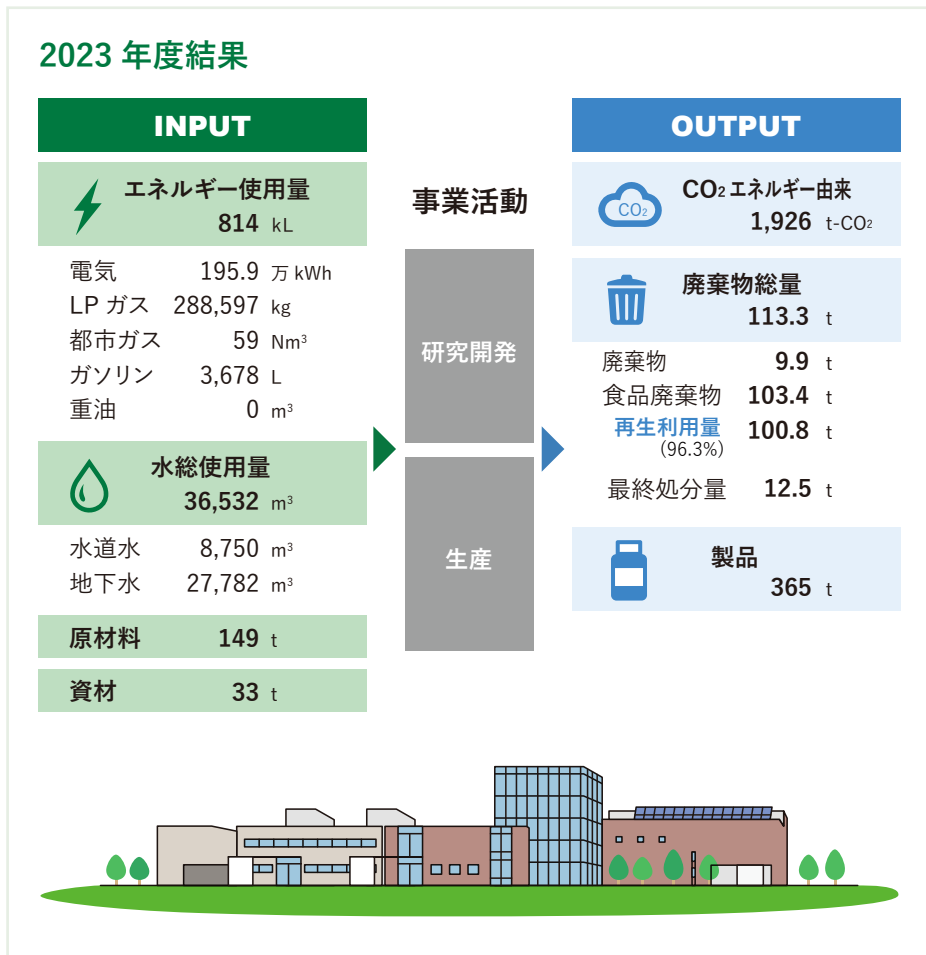 2023 年度結果
INPUT
エネルギー使用量
814 kL
電気 195.9 万 kWh
LP ガス 288,597 kg
都市ガス 59 Nm³
ガソリン 3,678 L
重油 0 m³
水総使用量
36,532 m³
水道水 8,750 m³
地下水 27,782 m³
原材料 149 t
資材 33 t
事業活動
研究開発
生産
OUTPUT
CO₂
CO₂ エネルギー由来
1,926 t-CO₂
廃棄物総量
113.3 t
廃棄物 9.9 t
食品廃棄物 103.4 t
再生利用量 100.8 t
(96.3%)
最終処分量 12.5 t
製品
365 t